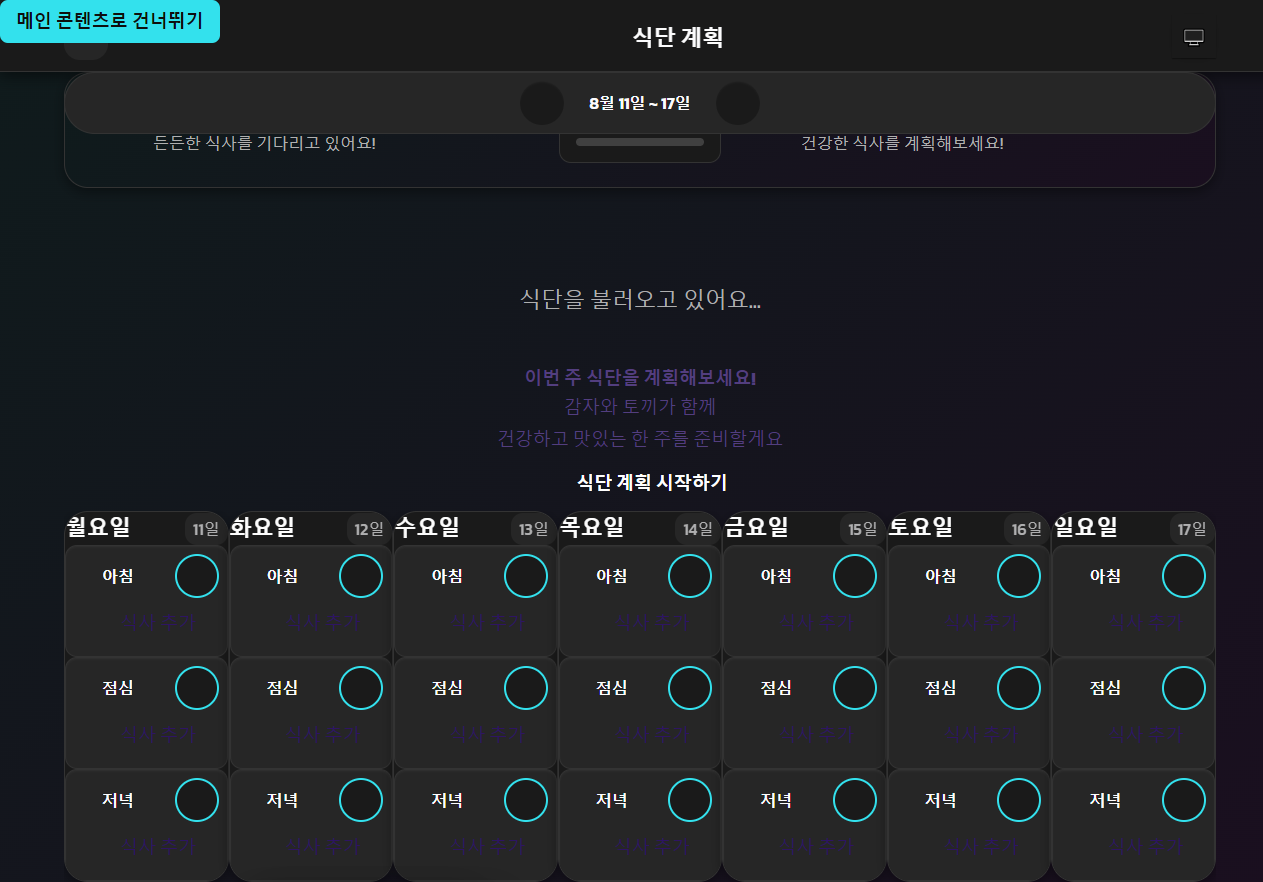 메인 콘텐츠로 건너뛰기
식단 계획
8월 11일 ~ 17일
든든한 식사를 기다리고 있어요!
건강한 식사를 계획해보세요!
식단을 불러오고 있어요...
이번 주 식단을 계획해보세요!
감자와 토끼가 함께
건강하고 맛있는 한 주를 준비할게요
식단 계획 시작하기
월요일 11일 화요일 12일 수요일 13일 목요일 14일 금요일 15일 토요일 16일 일요일 17일
아침 아침 아침 아침 아침 아침 아침
식사 추가 식사 추가 식사 추가 식사 추가 식사 추가 식사 추가 식사 추가
점심 점심 점심 점심 점심 점심 점심
식사 추가 식사 추가 식사 추가 식사 추가 식사 추가 식사 추가 식사 추가
저녁 저녁 저녁 저녁 저녁 저녁 저녁
식사 추가 식사 추가 식사 추가 식사 추가 식사 추가 식사 추가 식사 추가